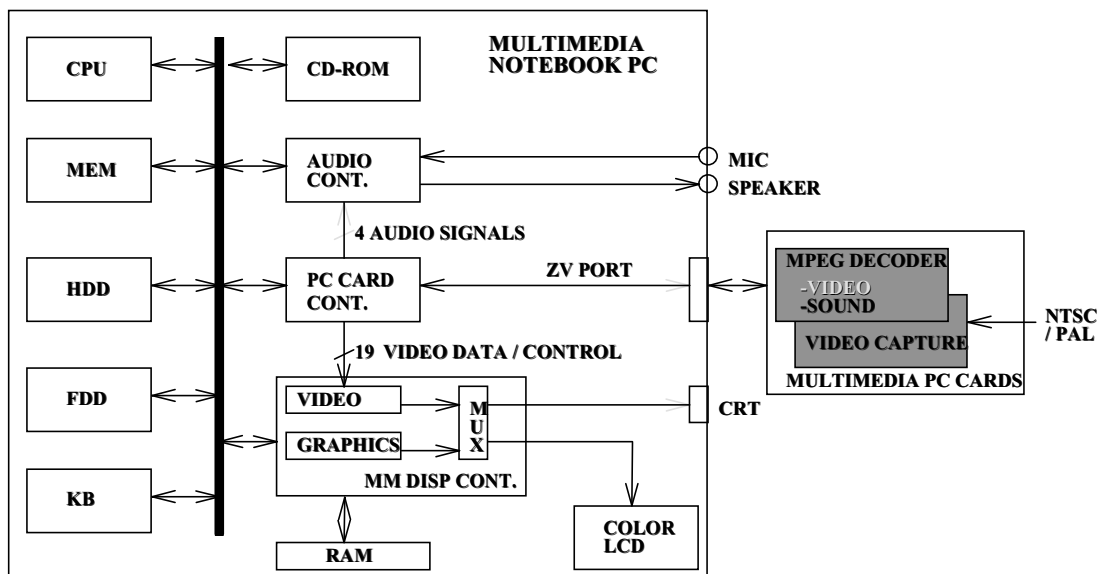 MULTIMEDIA
NOTEBOOK PC
CPU
CD-ROM
MEM
AUDIO
CONT.
MIC
SPEAKER
4 AUDIO SIGNALS
HDD
PC CARD
CONT.
ZV PORT
MPEG DECODER
-VIDEO
-SOUND
VIDEO CAPTURE
MULTIMEDIA PC CARDS
NTSC
/ PAL
19 VIDEO DATA / CONTROL
FDD
VIDEO
GRAPHICS
MUX
MM DISP CONT.
CRT
KB
RAM
COLOR
LCD